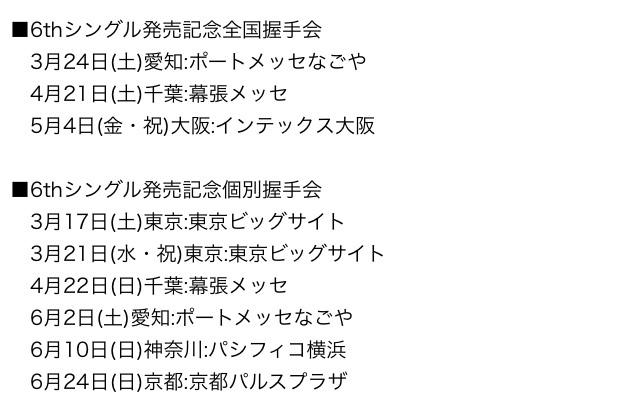 ■6thシングル発売記念全国握手会
3月24日(土)愛知:ポートメッセなごや
4月21日(土)千葉:幕張メッセ
5月4日(金・祝)大阪:インテックス大阪
■6thシングル発売記念個別握手会
3月17日(土)東京:東京ビッグサイト
3月21日(水・祝)東京:東京ビッグサイト
4月22日(日)千葉:幕張メッセ
6月2日(土)愛知:ポートメッセなごや
6月10日(日)神奈川:パシフィコ横浜
6月24日(日)京都:京都パルスプラザ